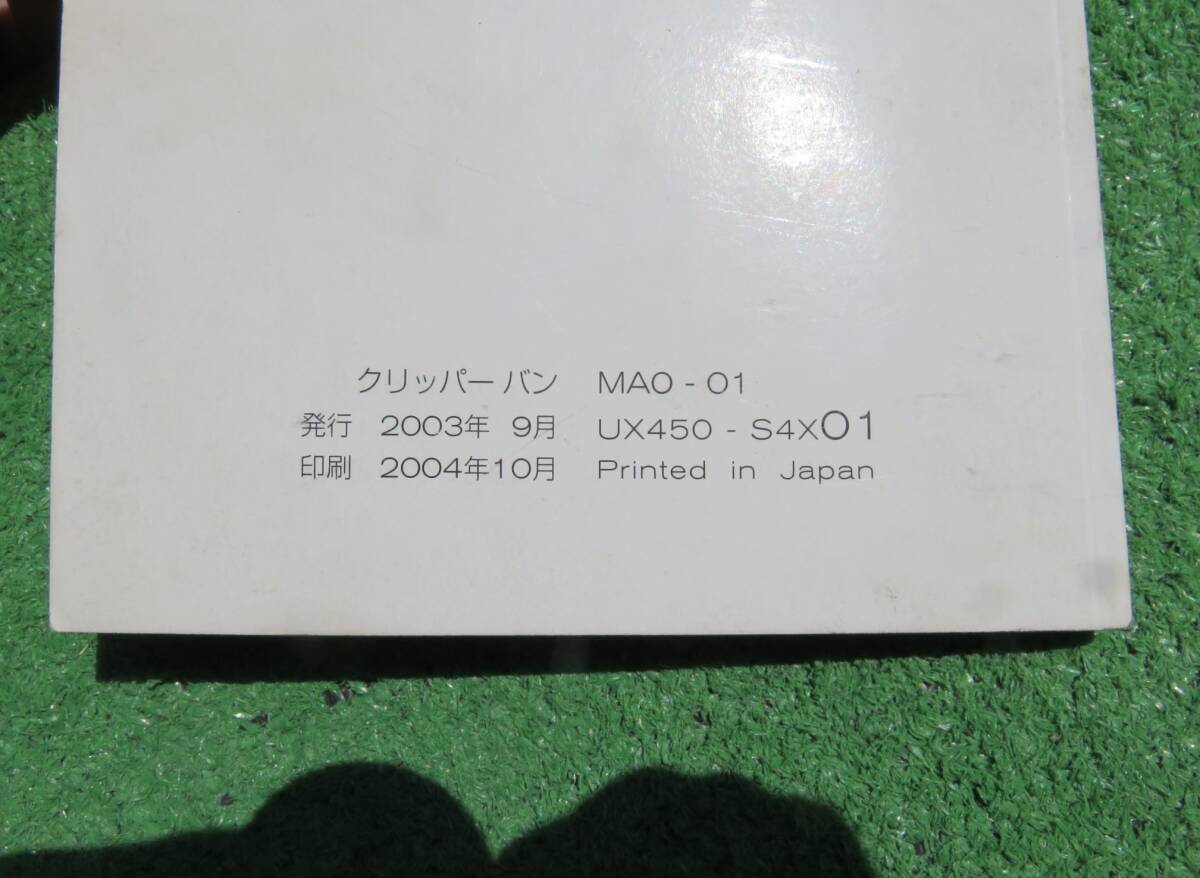 クリッパー バン MA0 - 01
発行 2003年 9月 UX450 - S4X01
印刷 2004年10月 Printed in Japan